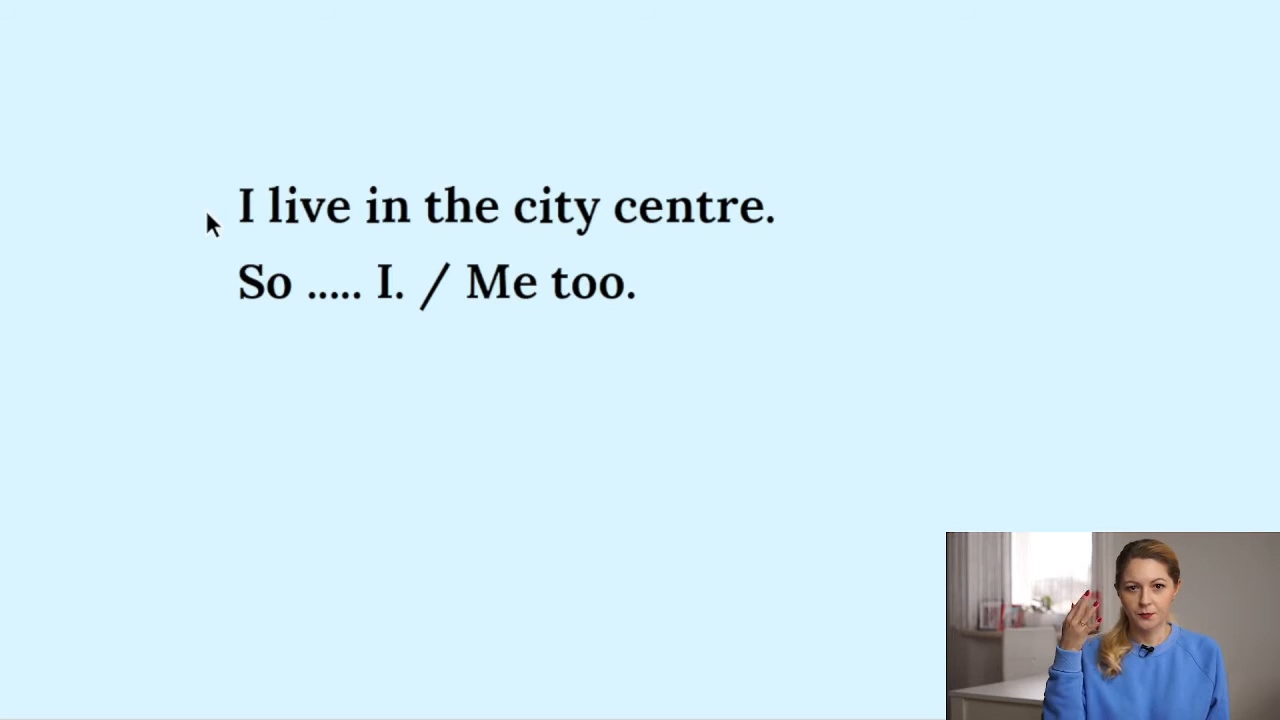 I live in the city centre.
So ..... I. / Me too.